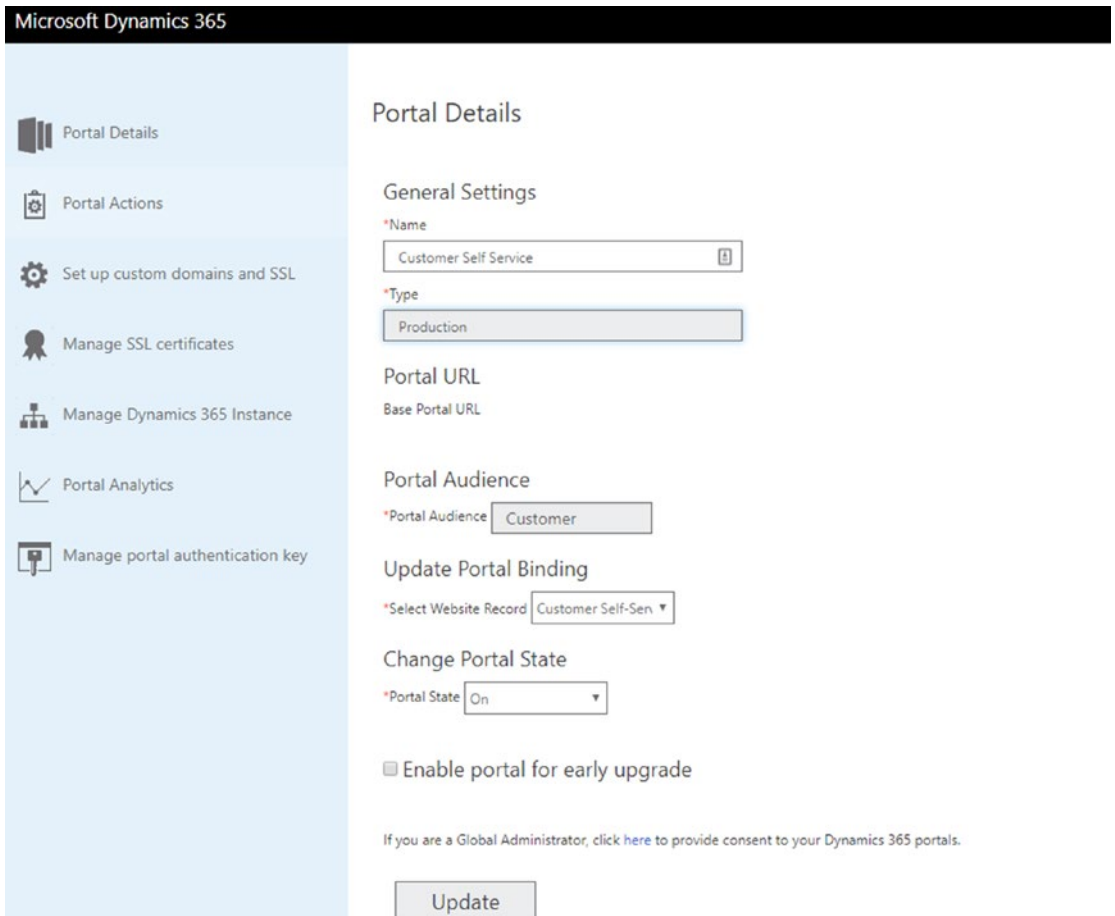 Microsoft Dynamics 365
Portal Details
Portal Actions
Set up custom domains and SSL
Manage SSL certificates
Manage Dynamics 365 Instance
Portal Analytics
Manage portal authentication key
Portal Details
General Settings
*Name
Customer Self Service
*Type
Production
Portal URL
Base Portal URL
Portal Audience
*Portal Audience Customer
Update Portal Binding
*Select Website Record Customer Self-Ser
Change Portal State
*Portal State On
Enable portal for early upgrade
If you are a Global Administrator, click here to provide consent to your Dynamics 365 portals.
Update